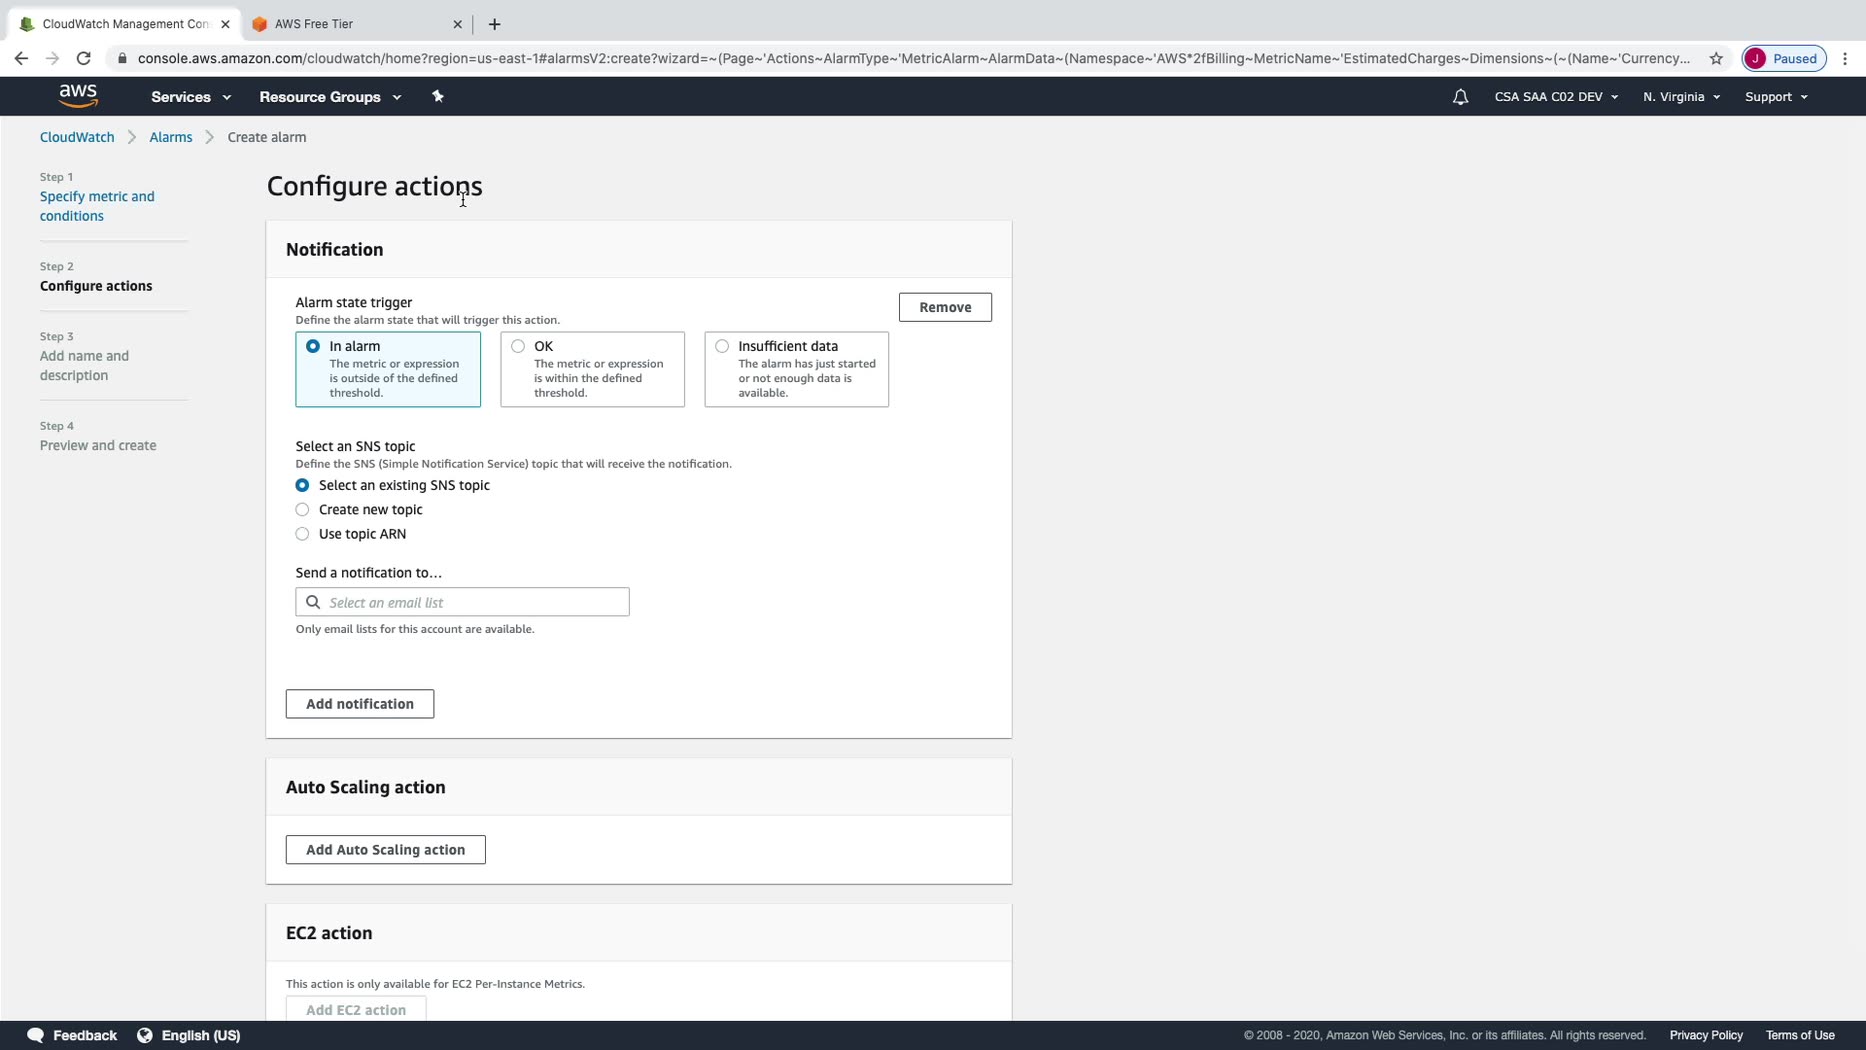 CloudWatch Management Con
AWS Free Tier
console.aws.amazon.com/cloudwatch/home?region=us-east-1#alarmsV2:create?wizard=~(Page~'Actions~AlarmType~'MetricAlarm~AlarmData~(Namespace~'AWS*2fBilling~MetricName~'EstimatedCharges~Dimensions~(~(Name~'Currency...
J Paused
aws Services Resource Groups CSA SAA C02 DEV N. Virginia Support
CloudWatch Alarms Create alarm
Step 1
Specify metric and
conditions
Step 2
Configure actions
Step 3
Add name and
description
Step 4
Preview and create
Configure actions
Notification
Alarm state trigger
Define the alarm state that will trigger this action.
Remove
In alarm
The metric or expression
is outside of the defined
threshold.
OK
The metric or expression
is within the defined
threshold.
Insufficient data
The alarm has just started
or not enough data is
available.
Select an SNS topic
Define the SNS (Simple Notification Service) topic that will receive the notification.
Select an existing SNS topic
Create new topic
Use topic ARN
Send a notification to...
Select an email list
Only email lists for this account are available.
Add notification
Auto Scaling action
Add Auto Scaling action
EC2 action
This action is only available for EC2 Per-Instance Metrics.
Add EC2 action
Feedback English (US) © 2008 - 2020, Amazon Web Services, Inc. or its affiliates. All rights reserved. Privacy Policy Terms of Use